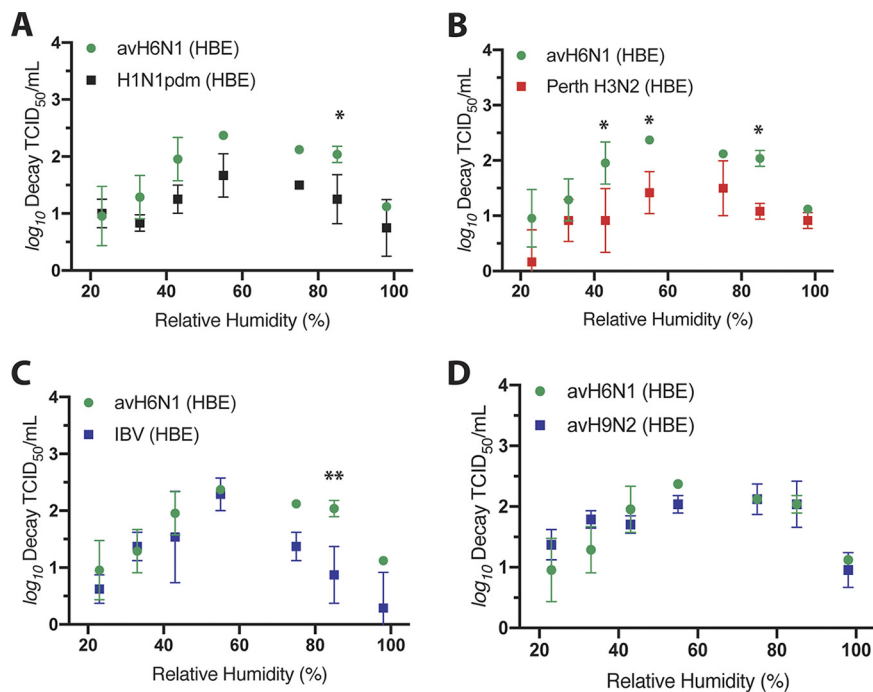 A
avH6N1 (HBE)
H1N1pdm (HBE)
log10 Decay TCID50/mL
4
3
2
1
0
*
20 40 60 80 100
Relative Humidity (%)
B
avH6N1 (HBE)
Perth H3N2 (HBE)
log10 Decay TCID50/mL
4
3
2
1
0
* * *
20 40 60 80 100
Relative Humidity (%)
C
avH6N1 (HBE)
IBV (HBE)
log10 Decay TCID50/mL
4
3
2
1
0
**
20 40 60 80 100
Relative Humidity (%)
D
avH6N1 (HBE)
avH9N2 (HBE)
log10 Decay TCID50/mL
4
3
2
1
0
20 40 60 80 100
Relative Humidity (%)